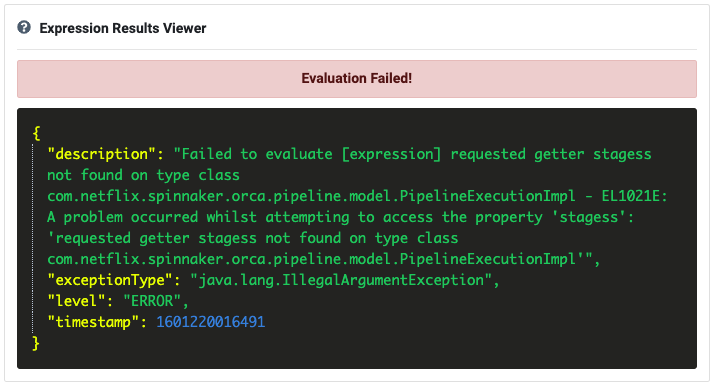 Expression Results Viewer
Evaluation Failed!
{
"description": "Failed to evaluate [expression] requested getter stagess
not found on type class
com.netflix.spinnaker.orca.pipeline.model.PipelineExecutionImpl - EL1021E:
A problem occurred whilst attempting to access the property 'stagess':
'requested getter stagess not found on type class
com.netflix.spinnaker.orca.pipeline.model.PipelineExecutionImpl'",
"exceptionType": "java.lang.IllegalArgumentException",
"level": "ERROR",
"timestamp": 1601220016491
}